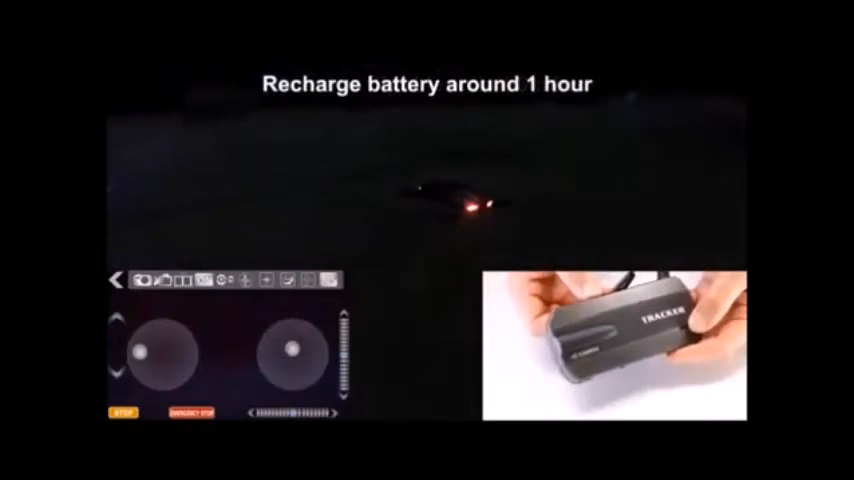 Recharge battery around 1 hour
TRACKER
STOP
EMERGENCY STOP